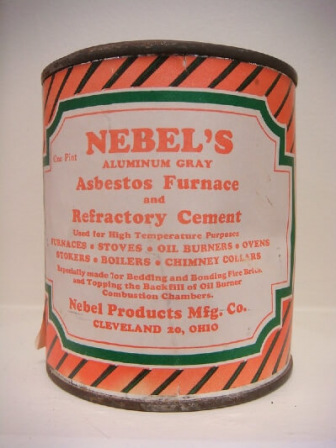 One Pint
NEBEL'S
ALUMINUM GRAY
Asbestos Furnace
and
Refractory Cement
Used for High Temperature Purposes
FURNACES • STOVES • OIL BURNERS • OVENS
STOKERS • BOILERS • CHIMNEY COLLARS
Especially made for Bedding and Bonding Fire Brick
and Topping the Backfill of Oil Burner
Combustion Chambers.
Nebel Products Mfg. Co.
CLEVELAND 20, OHIO